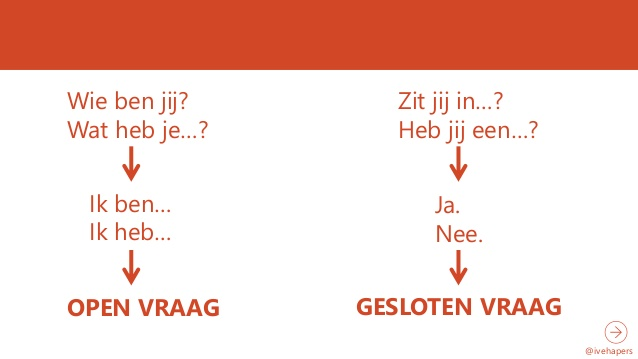 Wie ben jij?
Wat heb je...?
Ik ben...
Ik heb...
OPEN VRAAG
Zit jij in...?
Heb jij een...?
Ja.
Nee.
GESLOTEN VRAAG
@ivehapers